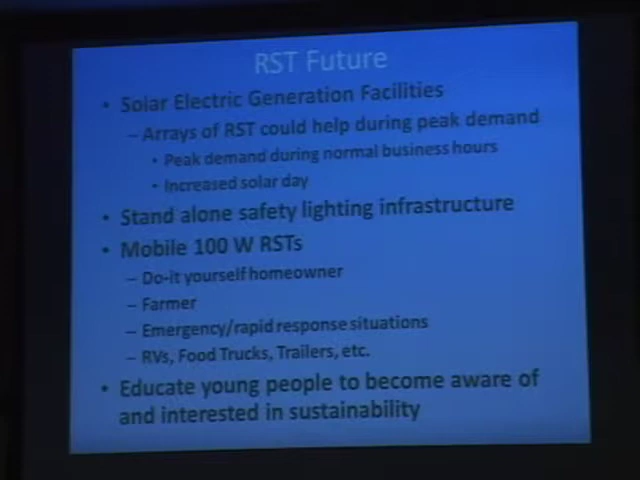 RST Future
• Solar Electric Generation Facilities
– Arrays of RST could help during peak demand
• Peak demand during normal business hours
• Increased solar day
• Stand alone safety lighting infrastructure
• Mobile 100 W RSTs
– Do-it yourself homeowner
– Farmer
– Emergency/rapid response situations
– RVs, Food Trucks, Trailers, etc.
• Educate young people to become aware of
and interested in sustainability